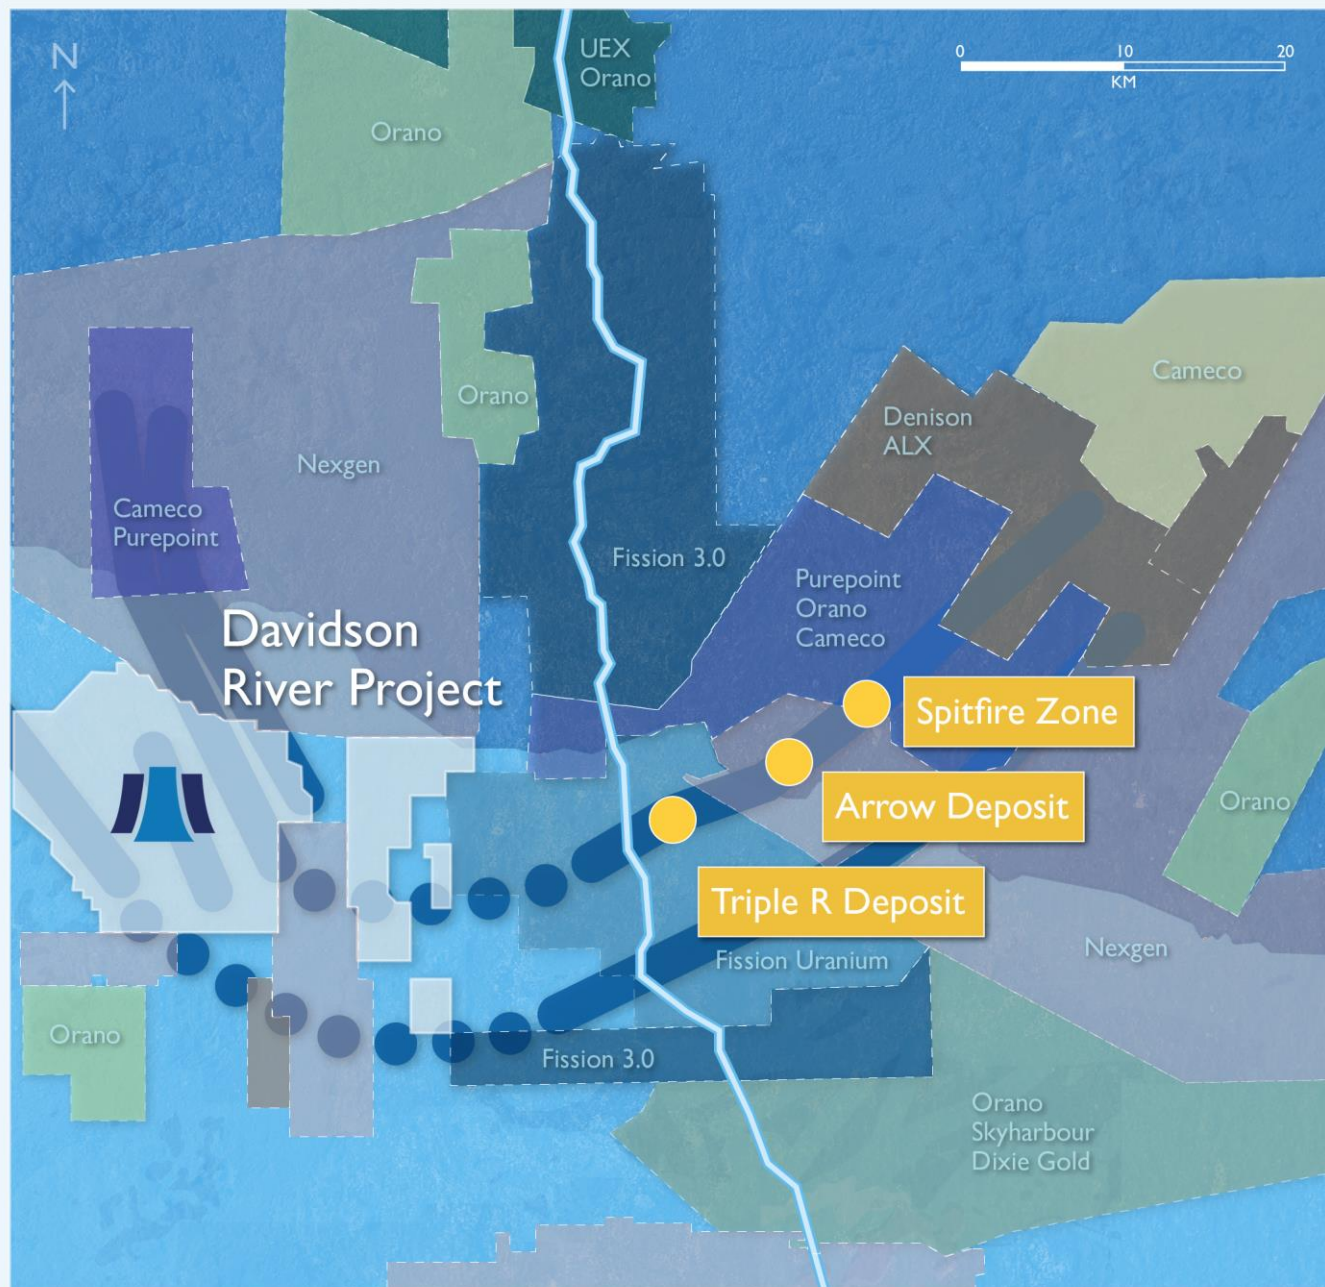 N
0 10 20
KM
UEX
Orano
Orano
Cameco
Orano
Denison
ALX
Nexgen
Cameco
Purepoint
Fission 3.0
Purepoint
Orano
Cameco
Davidson
River Project
Spitfire Zone
Arrow Deposit
Orano
Triple R Deposit
Fission Uranium
Nexgen
Orano
Fission 3.0
Orano
Skyharbour
Dixie Gold